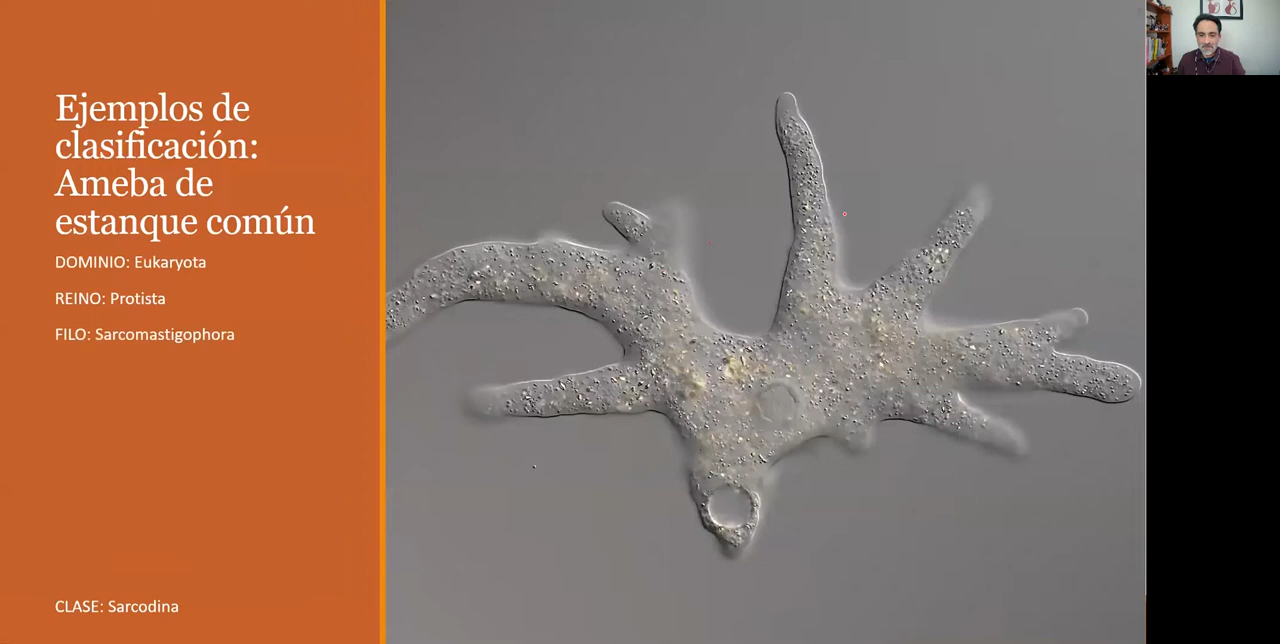 Ejemplos de
clasificación:
Ameba de
estanque común
DOMINIO: Eukaryota
REINO: Protista
FILO: Sarcomastigophora
CLASE: Sarcodina